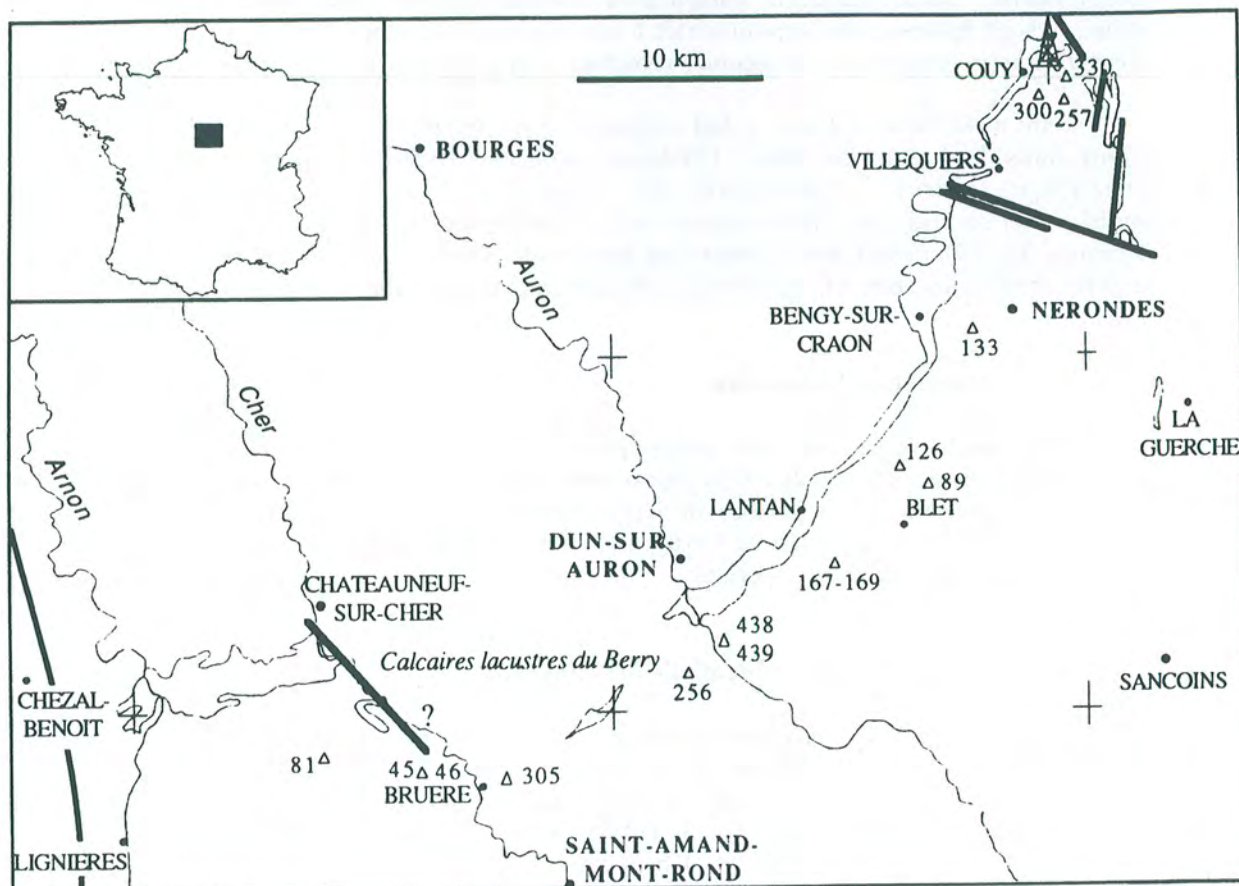 10 km
COUY
330
300
257
BOURGES
VILLEQUIERS
Auron
BENGY-SUR-
CRAON
NERONDES
133
Cher
LA
GUERCHE
Arnon
126
89
LANTAN
BLET
DUN-SUR-
AURON
167-169
CHATEAUNEUF-
SUR-CHER
438
439
Calcaires lacustres du Berry
256
SANCOINS
CHEZAL-
BENOIT
?
81
45
46
305
BRUERE
LIGNIERES
SAINT-AMAND-
MONT-ROND